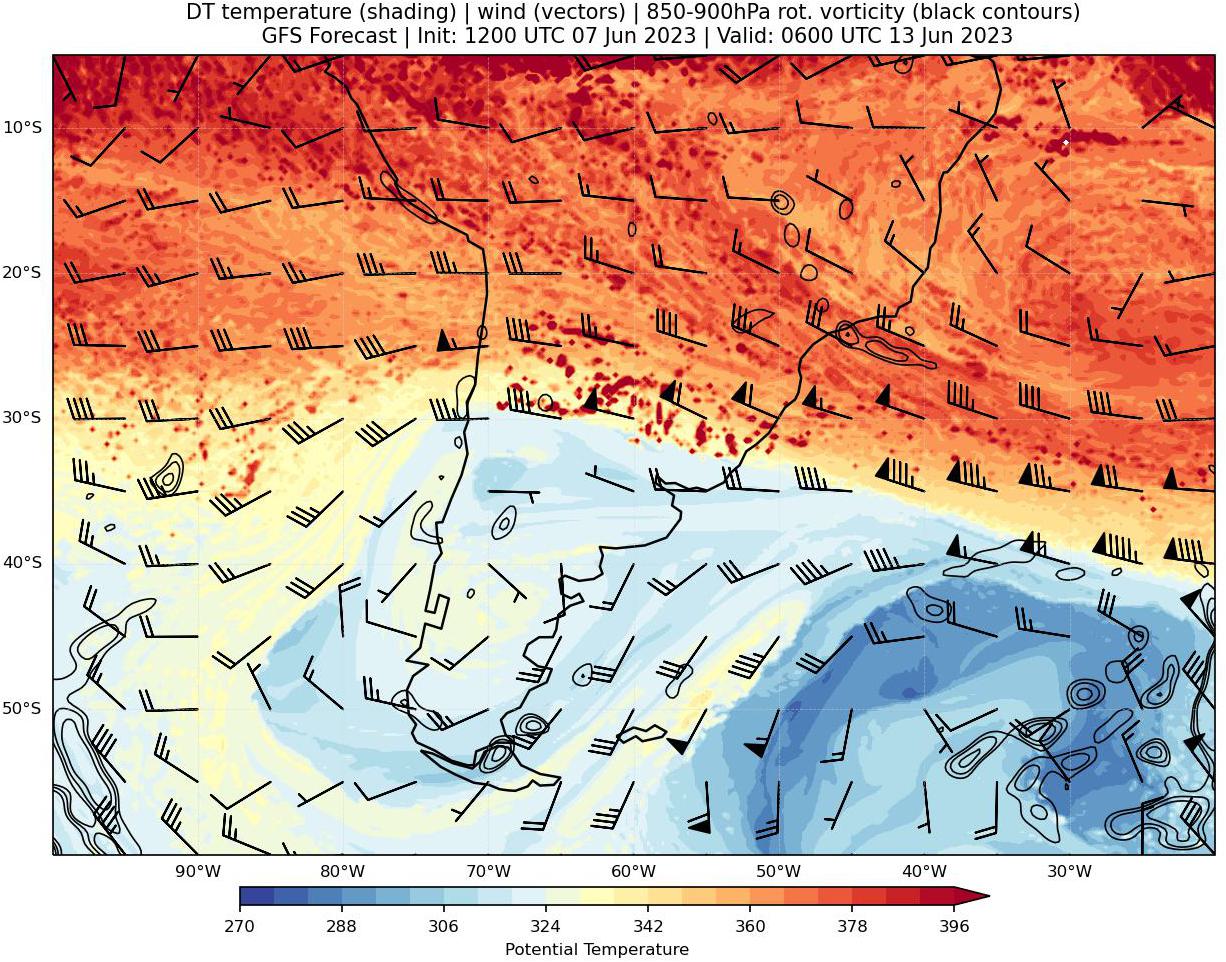 DT temperature (shading) | wind (vectors) | 850-900hPa rot. vorticity (black contours)
GFS Forecast | Init: 1200 UTC 07 Jun 2023 | Valid: 0600 UTC 13 Jun 2023
10°S
20°S
30°S
40°S
50°S
90°W 80°W 70°W 60°W 50°W 40°W 30°W
270 288 306 324 342 360 378 396
Potential Temperature